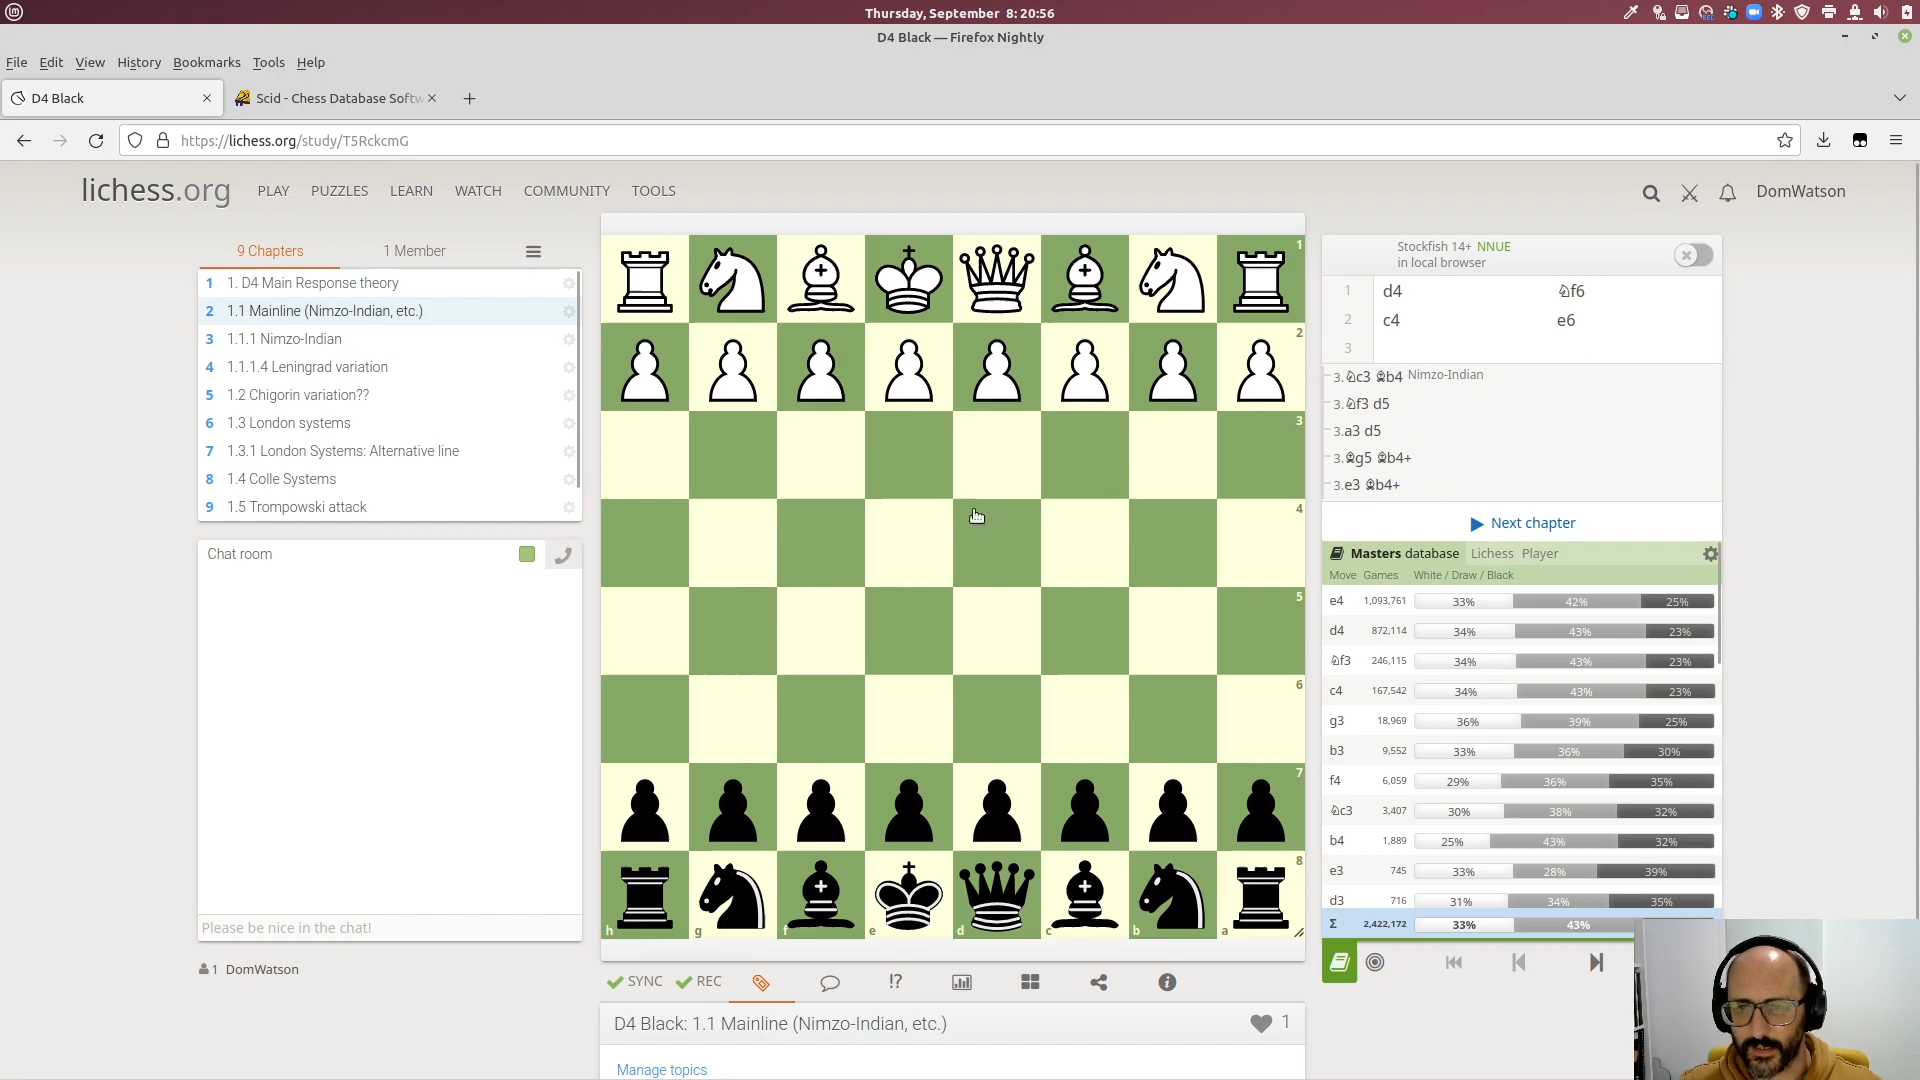 Thursday, September 8: 20:56
D4 Black — Firefox Nightly
File Edit View History Bookmarks Tools Help
D4 Black
Scid - Chess Database Softw
https://lichess.org/study/T5RckcmG
lichess.org PLAY PUZZLES LEARN WATCH COMMUNITY TOOLS DomWatson
9 Chapters 1 Member
1 1. D4 Main Response theory
2 1.1 Mainline (Nimzo-Indian, etc.)
3 1.1.1 Nimzo-Indian
4 1.1.1.4 Leningrad variation
5 1.2 Chigorin variation??
6 1.3 London systems
7 1.3.1 London Systems: Alternative line
8 1.4 Colle Systems
9 1.5 Trompowski attack
Chat room
Please be nice in the chat!
1 DomWatson
1
2
3
4
5
6
7
8
h g f e d c b a
SYNC REC !?
D4 Black: 1.1 Mainline (Nimzo-Indian, etc.) 1
Manage topics
Stockfish 14+ NNUE
in local browser
1 d4 ♘f6
2 c4 e6
3
3.♘c3 ♗b4 Nimzo-Indian
3.♘f3 d5
3.a3 d5
3.♗g5 ♗b4+
3.e3 ♗b4+
Next chapter
Masters database Lichess Player
Move Games White / Draw / Black
e4 1,093,761 33% 42% 25%
d4 872,114 34% 43% 23%
♘f3 246,115 34% 43% 23%
c4 167,542 34% 43% 23%
g3 18,969 36% 39% 25%
b3 9,552 33% 36% 30%
f4 6,059 29% 36% 35%
♘c3 3,407 30% 38% 32%
b4 1,889 25% 43% 32%
e3 745 33% 28% 39%
d3 716 31% 34% 35%
Σ 2,422,172 33% 43%